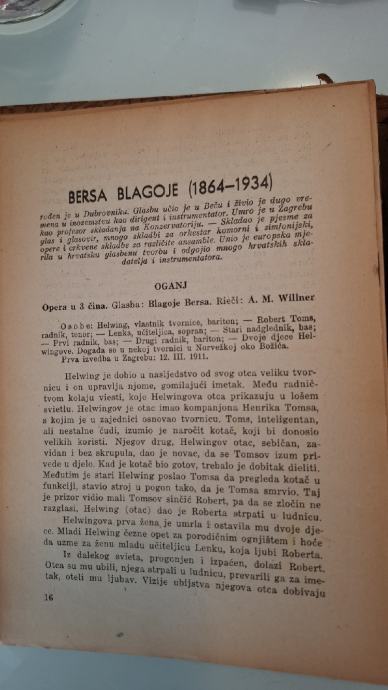 BERSA BLAGOJE (1864—1934)
rođen je u Dubrovniku. Glasbu učio je u Beču i živio je dugo vre-
mena u inozemstvu kao dirigent i instrumentator. Umro je u Zagrebu
kao profesor skladanja na Konzervatoriju. — Skladao je pjesme za
glas i glasovir, mnogo skladbi za orkestar komorni i simfonijski,
opere i crkvene skladbe za različite ansamble. Unio je europska mje-
rila u hrvatsku glasbenu tvorbu i odgojio mnogo hrvatskih skla-
datelja i instrumentatora.
OGANJ
Opera u 3 čina. Glasba: Blagoje Bersa. Rieči: A. M. Willner
Osobe: Helwing, vlastnik tvornice, bariton; — Robert Toms,
radnik, tenor; — Lenka, učiteljica, sopran; — Stari nadglednik, bas;
— Prvi radnik, bas; — Drugi radnik, bariton; — Dvoje djece Hel-
wingove. Događa se u nekoj tvornici u Norvežkoj oko Božića.
Prva izvedba u Zagrebu: 12. III. 1911.
Helwing je dobio u nasljedstvo od svog otca veliku tvor-
nicu i on upravlja njome, gomilajući imetak. Među radnič-
tvom kolaju viesti, koje Helwingova otca prikazuju u lošem
svietlu. Helwingov je otac imao kompanjona Henrika Tomsa,
s kojim je u zajednici osnovao tvornicu. Toms, inteligentan,
ali nestalne ćudi, izumio je naročit kotač, koji bi donosio
velikih koristi. Njegov drug, Helwingov otac, sebičan, za-
vidan i bez skrupula, dao je novac, da se Tomsov izum pri-
vede u djelo. Kad je kotač bio gotov, trebalo je dobitak dieliti.
Međutim je stari Helwing poslao Tomsa da pregleda kotač u
funkciji, stavio stroj u pogon tako, da je Tomsa smrvio. Taj
je prizor vidio mali Tomsov sinčić Robert, pa da se zločin ne
razglasi, Helwing (otac) dao je Roberta strpati u ludnicu.
Helwingova prva žena je umrla i ostavila mu dvoje dje-
ce. Mladi Helwing čezne opet za porodičnim ognjištem i hoće
da uzme za ženu mladu učiteljicu Lenku, koja ljubi Roberta.
Iz dalekog svieta, progonjen i izpaćen, dolazi Robert.
Otca su mu ubili, njega strpali u ludnicu, prevarili ga za ime-
tak, oteli mu ljubav. Vizije ubijstva njegova otca dobivaju
16